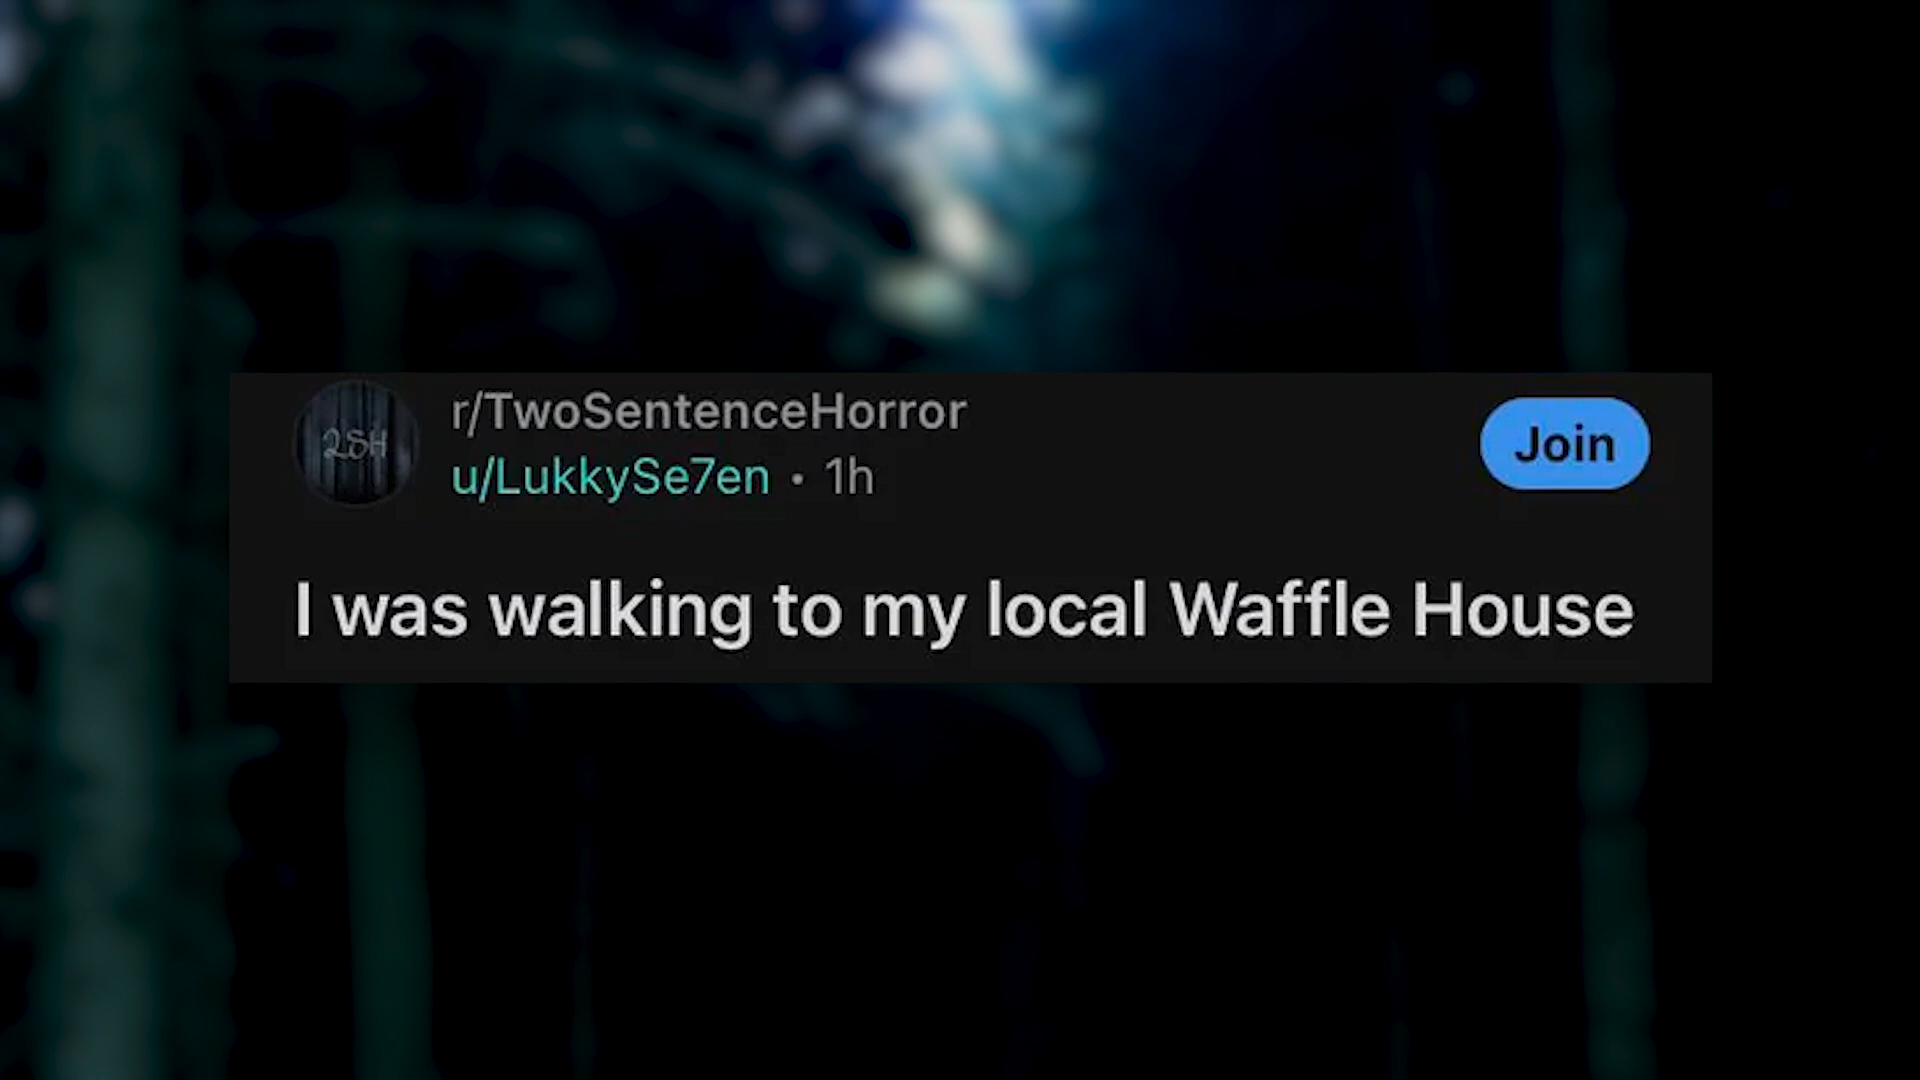 2SH
r/TwoSentenceHorror
u/LukkySe7en • 1h
Join
I was walking to my local Waffle House